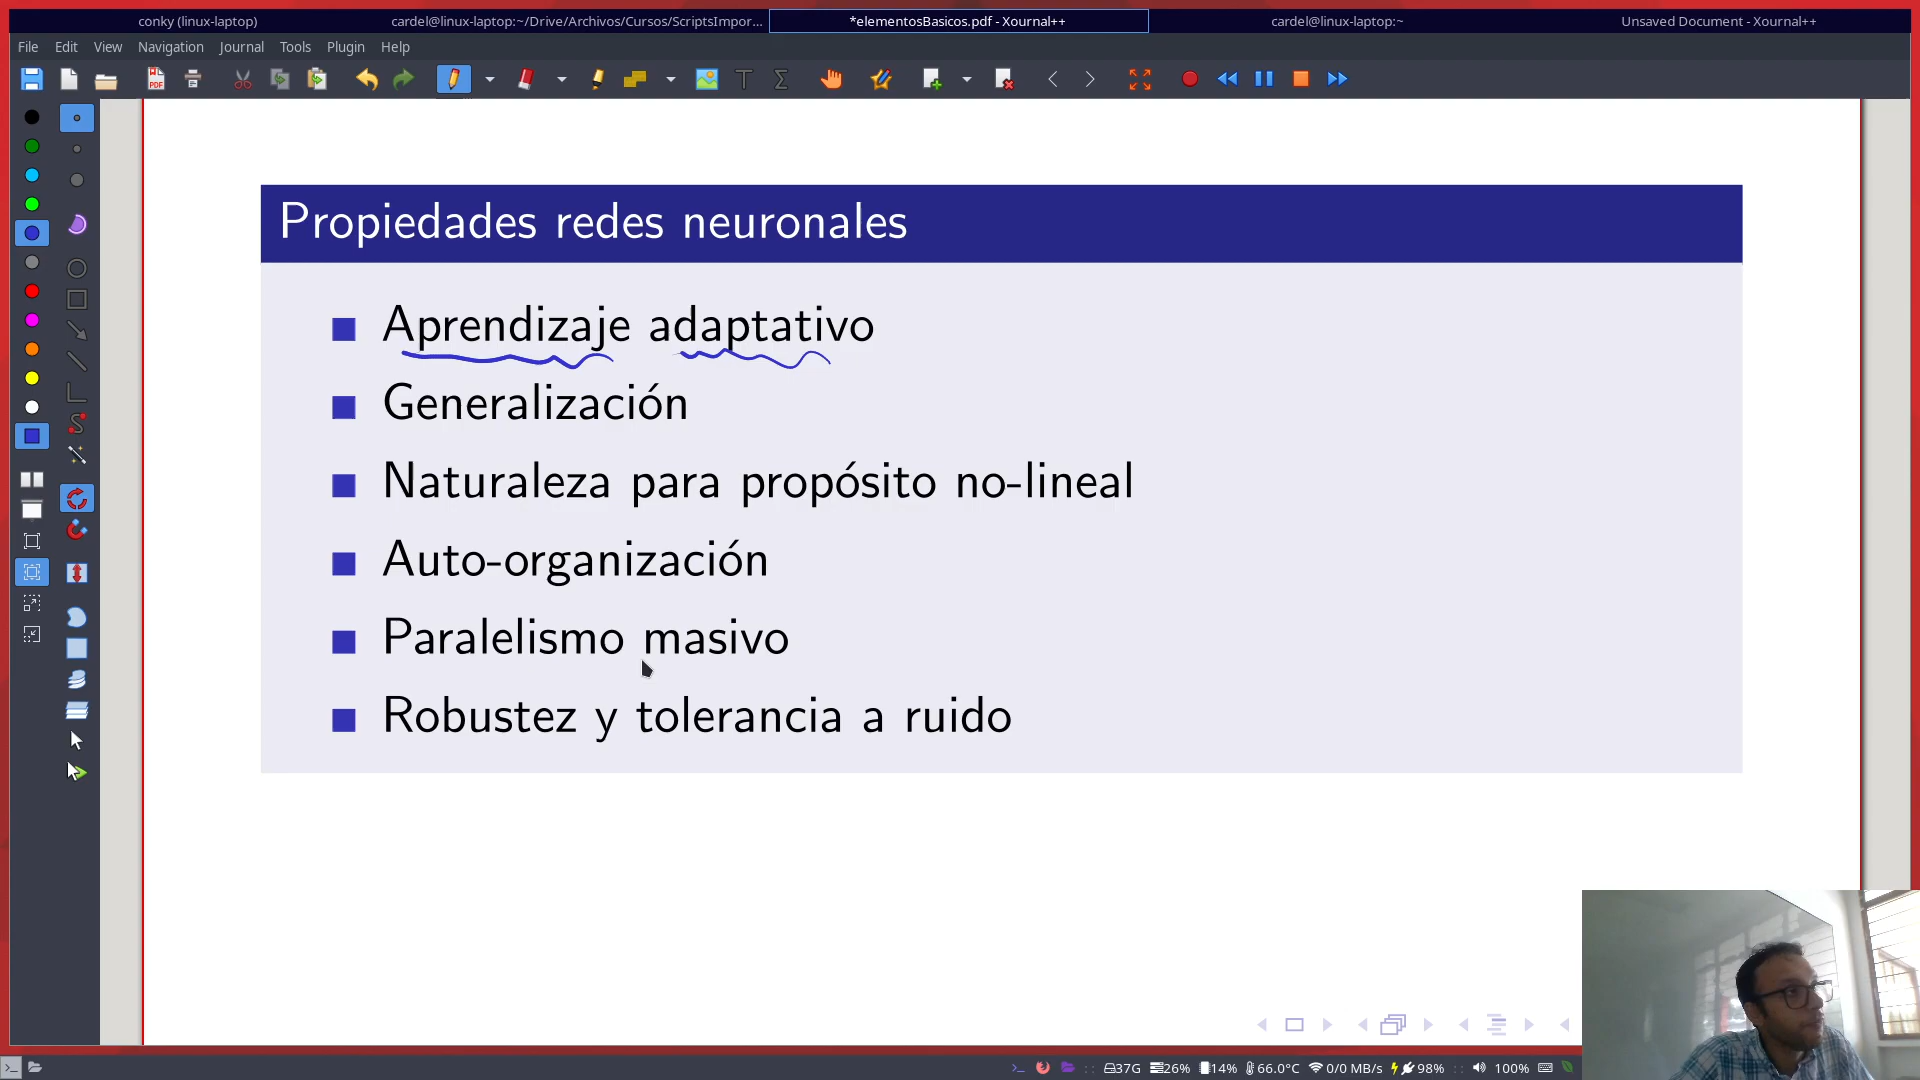 conky (linux-laptop) cardel@linux-laptop:~/Drive/Archivos/Cursos/ScriptsImpor... *elementosBasicos.pdf - Xournal++ cardel@linux-laptop:~ Unsaved Document - Xournal++
File Edit View Navigation Journal Tools Plugin Help
Propiedades redes neuronales
Aprendizaje adaptativo
Generalización
Naturaleza para propósito no-lineal
Auto-organización
Paralelismo masivo
Robustez y tolerancia a ruido
37G 26% 14% 66.0°C 0/0 MB/s 98% 100%